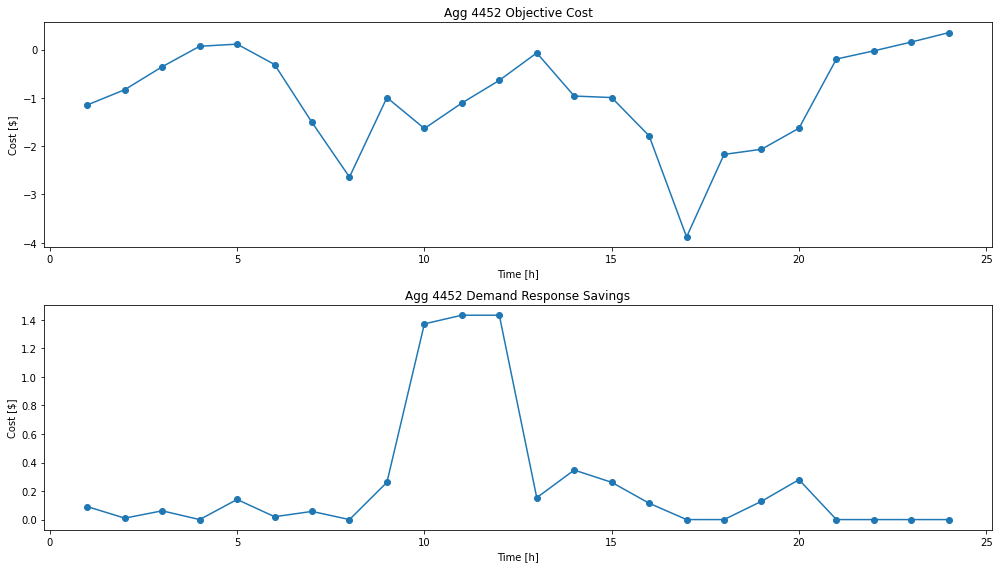 Agg 4452 Objective Cost
Cost [$]
0
−1
−2
−3
−4
0 5 10 15 20 25
Time [h]
Agg 4452 Demand Response Savings
Cost [$]
1.4
1.2
1.0
0.8
0.6
0.4
0.2
0.0
0 5 10 15 20 25
Time [h]